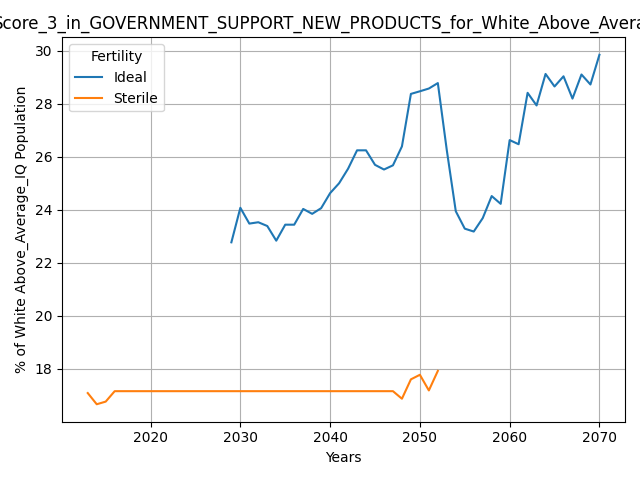 Score_3_in_GOVERNMENT_SUPPORT_NEW_PRODUCTS_for_White_Above_Avera
Fertility
Ideal
Sterile
% of White Above_Average_IQ Population
30
28
26
24
22
20
18
2020 2030 2040 2050 2060 2070
Years